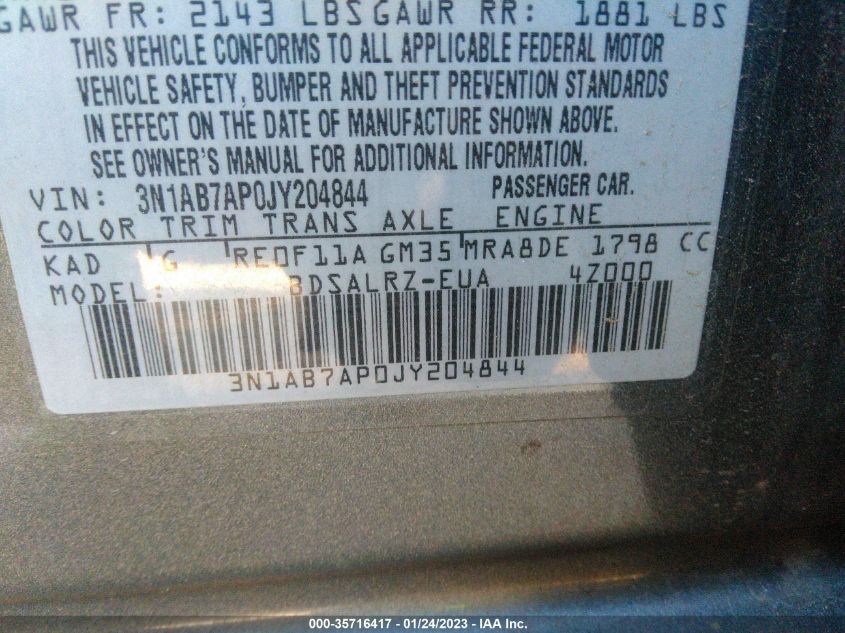 GAWR FR: 2143 LBS GAWR RR: 1881 LBS
THIS VEHICLE CONFORMS TO ALL APPLICABLE FEDERAL MOTOR
VEHICLE SAFETY, BUMPER AND THEFT PREVENTION STANDARDS
IN EFFECT ON THE DATE OF MANUFACTURE SHOWN ABOVE.
SEE OWNER'S MANUAL FOR ADDITIONAL INFORMATION.
VIN: 3N1AB7AP0JY204844 PASSENGER CAR.
COLOR TRIM TRANS AXLE ENGINE
KAD G RE0F11A GM35 MRA8DE 1798 CC
MODEL: BDSALRZ-EUA 4Z000
3N1AB7AP0JY204844
000-35716417 - 01/24/2023 - IAA Inc.